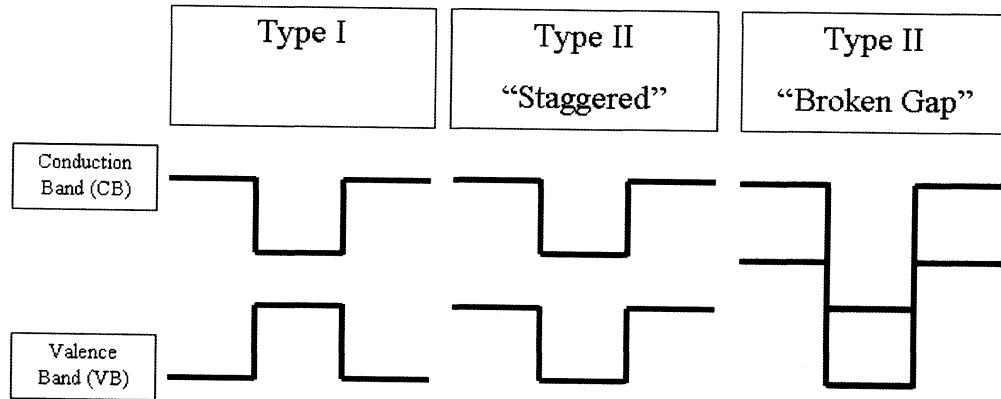 Type I
Type II
“Staggered”
Type II
“Broken Gap”
Conduction
Band (CB)
Valence
Band (VB)